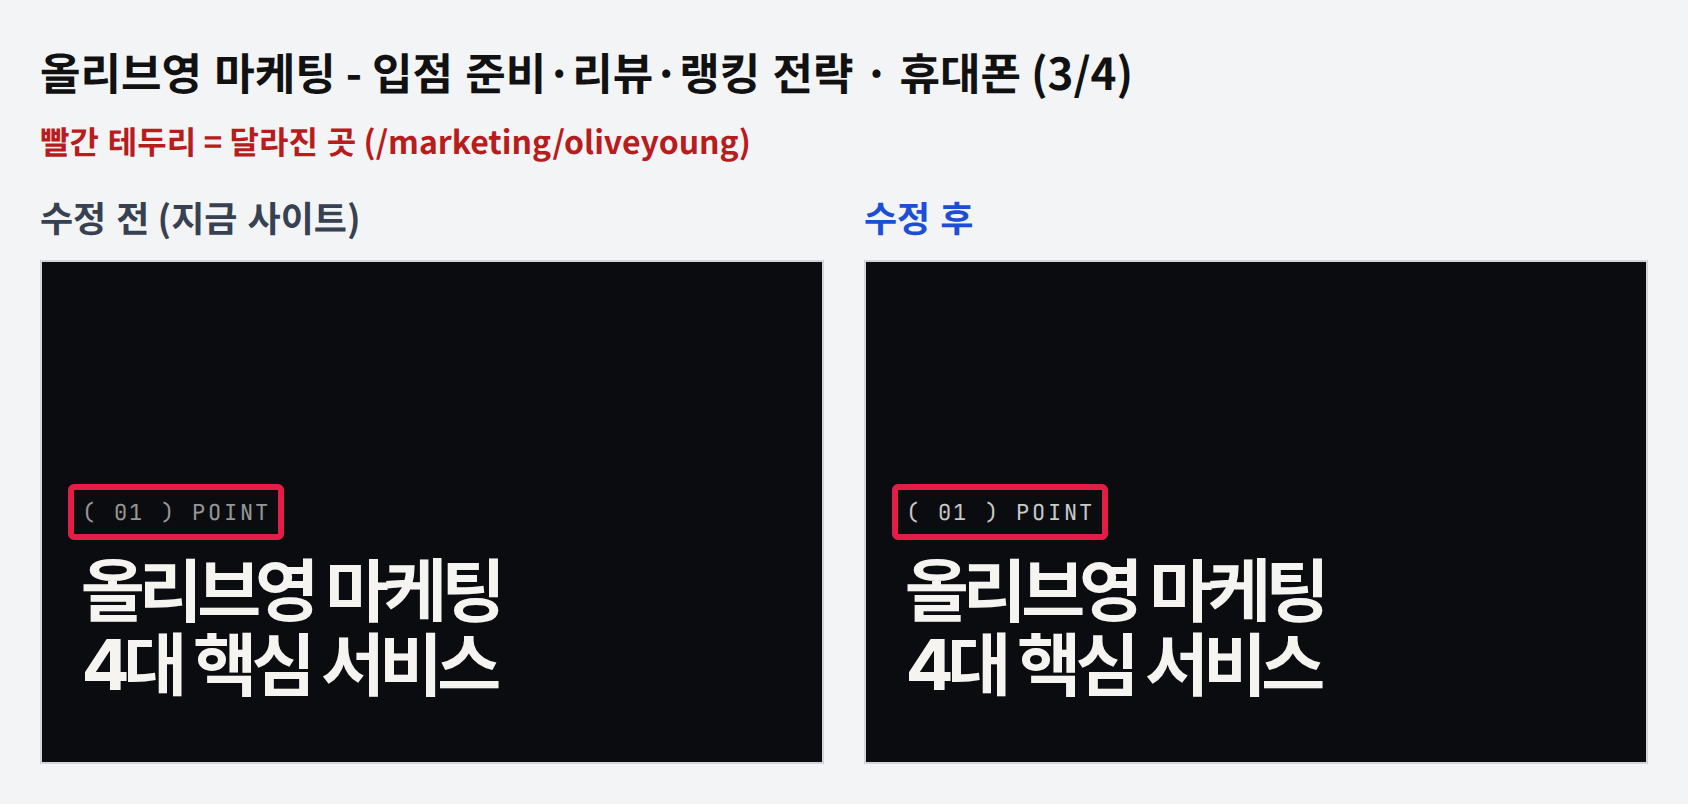 올리브영 마케팅 - 입점 준비·리뷰·랭킹 전략 · 휴대폰 (3/4)
빨간 테두리 = 달라진 곳 (/marketing/oliveyoung)
수정 전 (지금 사이트)
( 01 ) POINT
올리브영 마케팅
4대 핵심 서비스
수정 후
( 01 ) POINT
올리브영 마케팅
4대 핵심 서비스